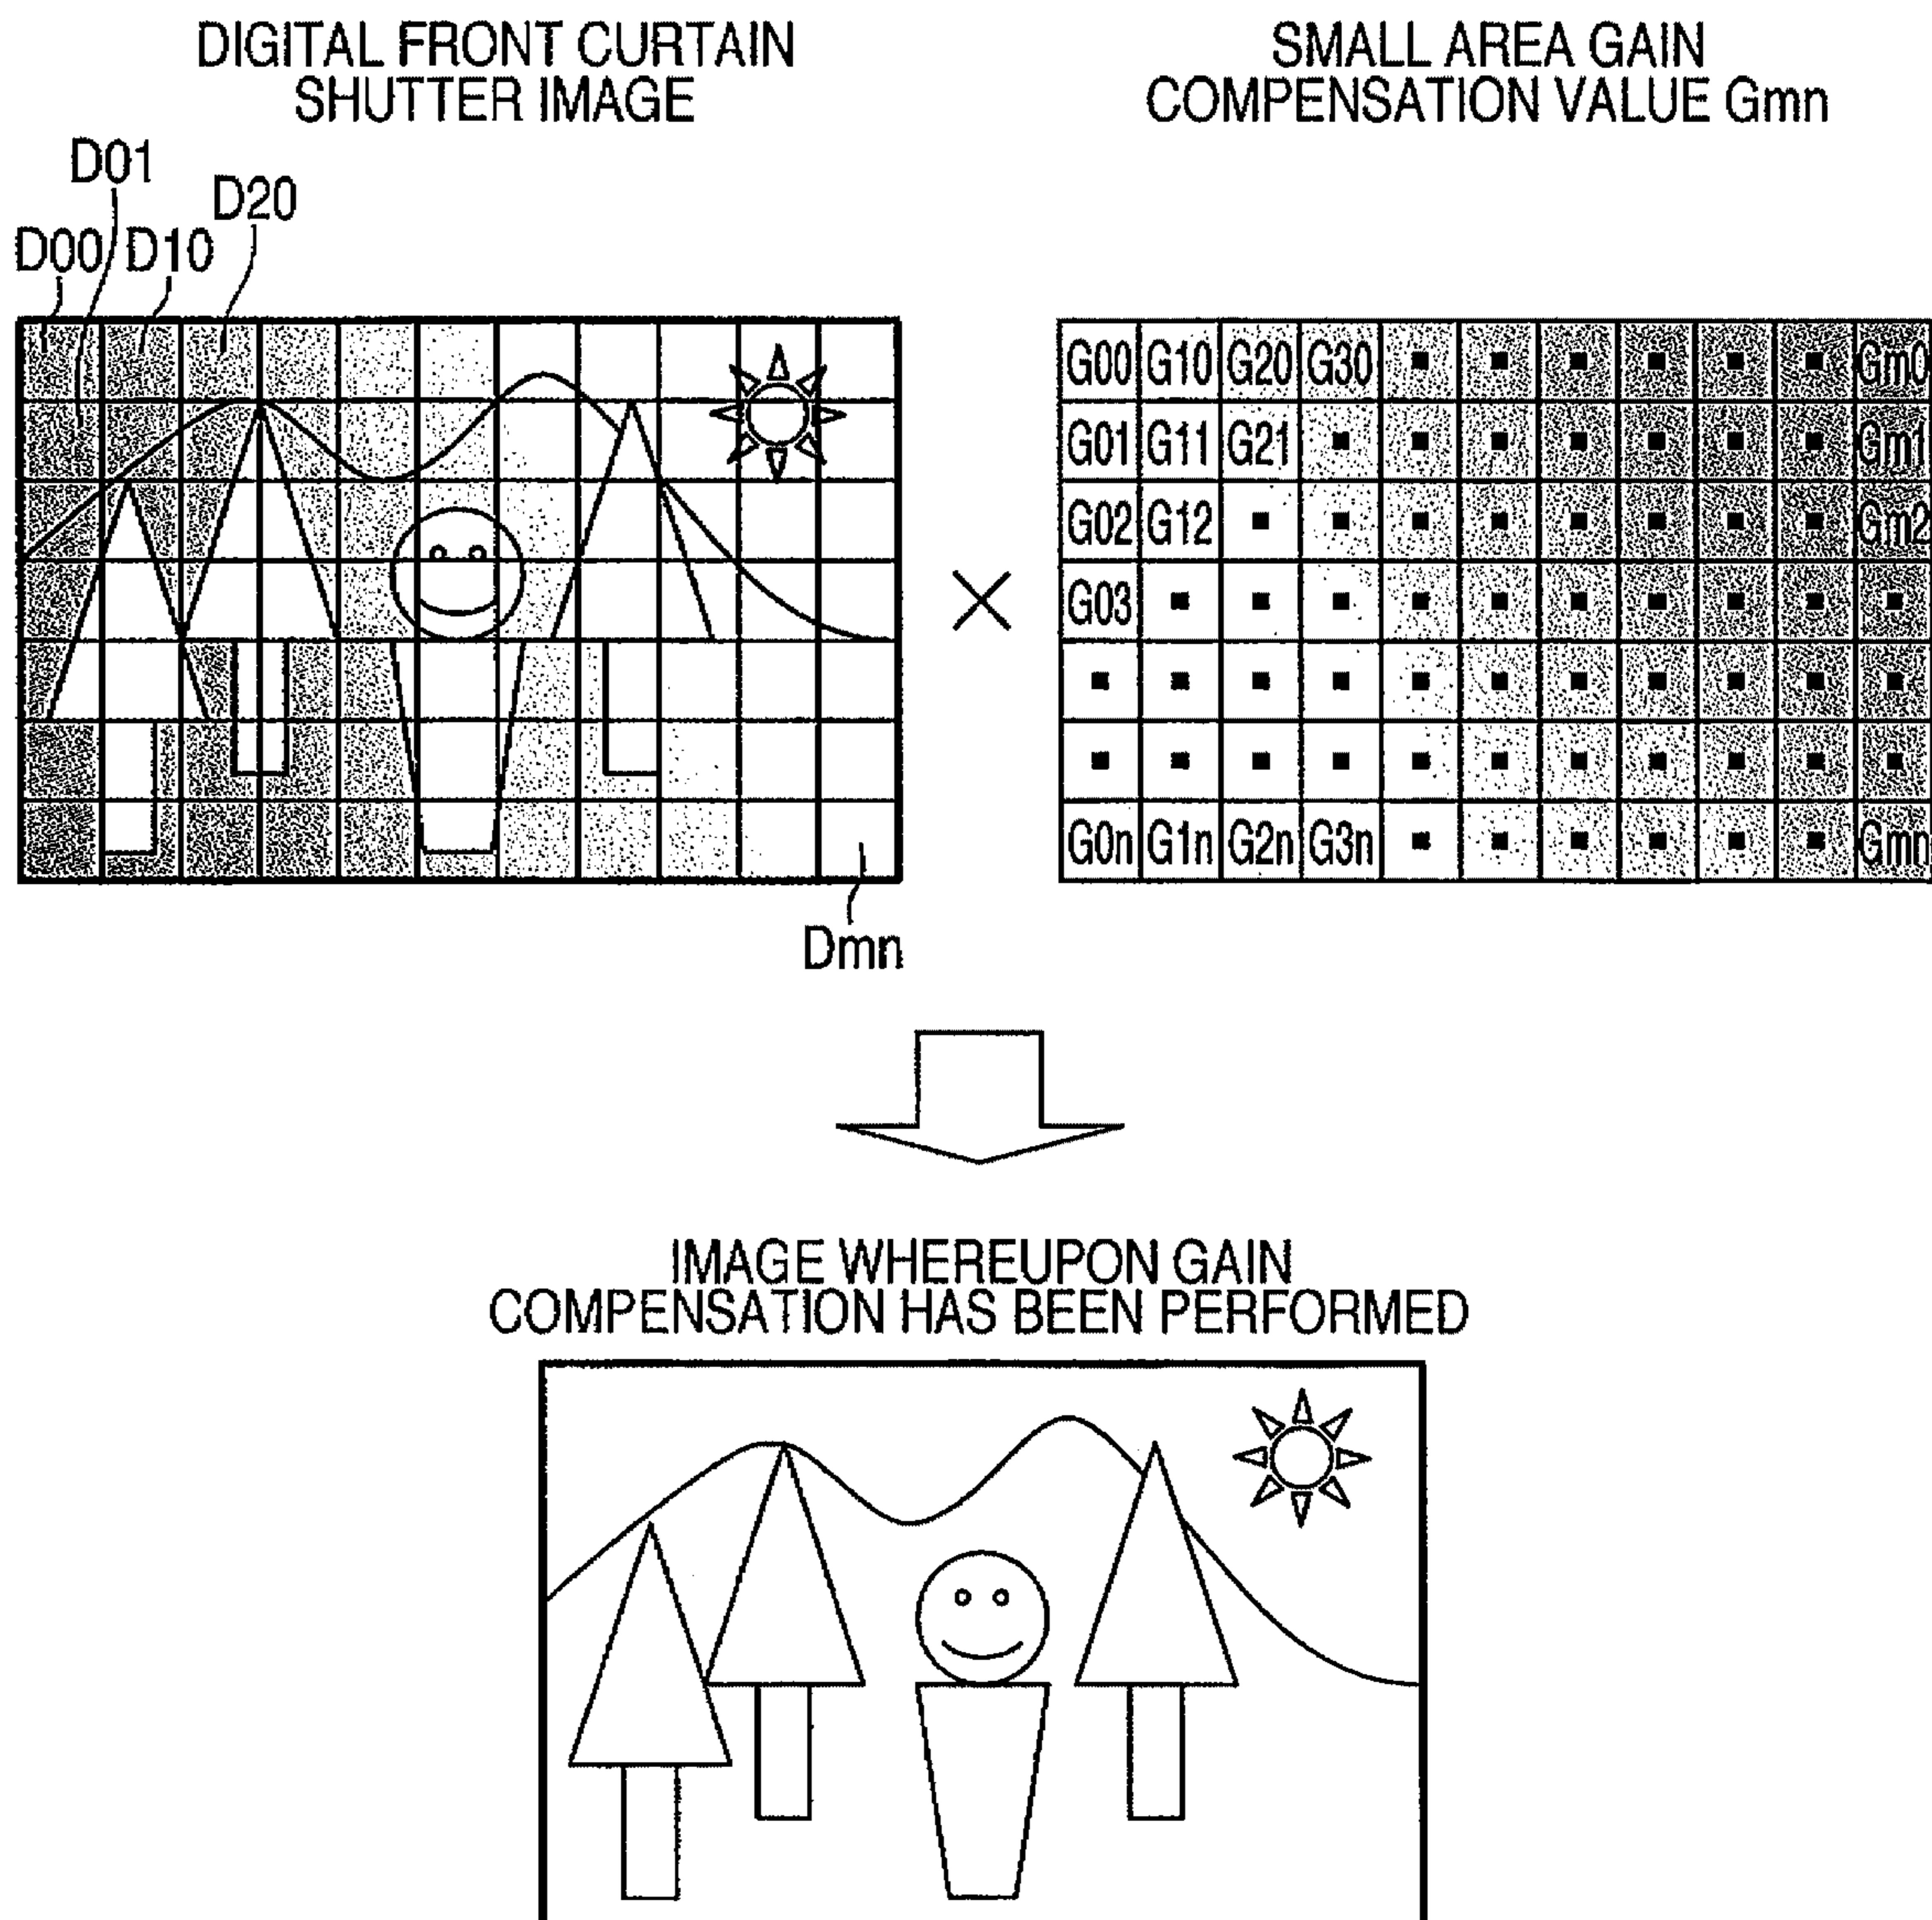 DIGITAL FRONT CURTAIN
SHUTTER IMAGE
SMALL AREA GAIN
COMPENSATION VALUE Gmn
D01
D20
D00 D10
G00 G10 G20 G30 Gm0
G01 G11 G21 Gm1
G02 G12 Gm2
G03
×
G0n G1n G2n G3n Gmn
Dmn
IMAGE WHEREUPON GAIN
COMPENSATION HAS BEEN PERFORMED